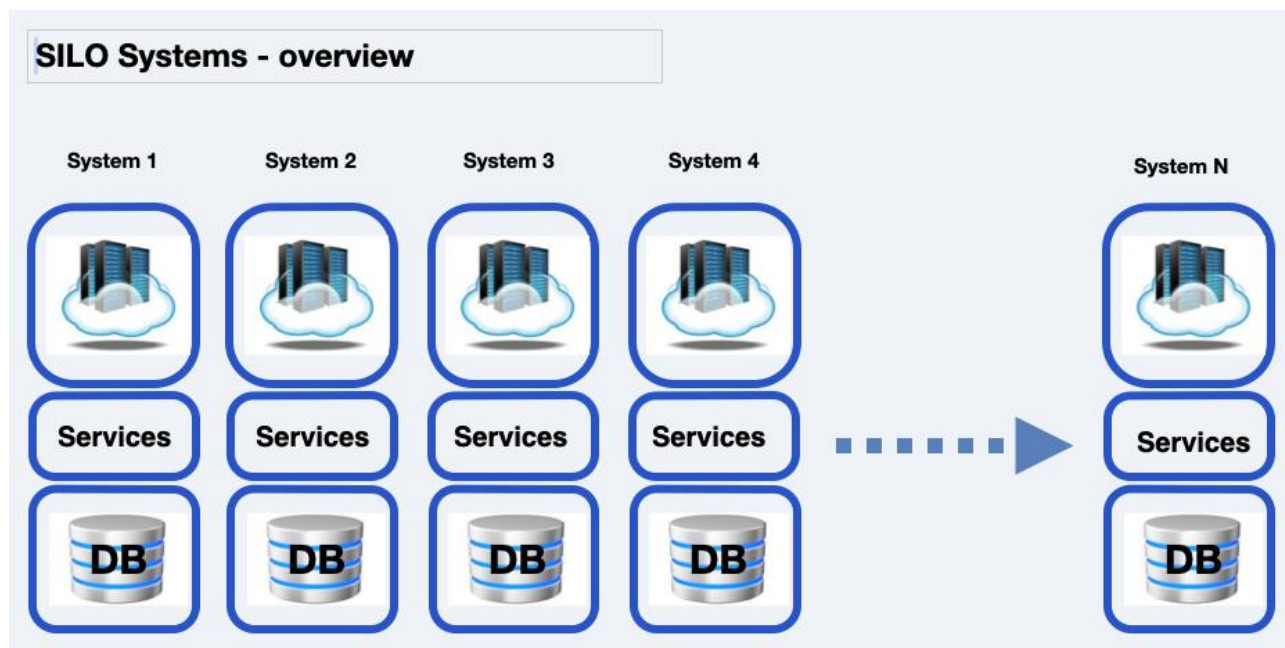 SILO Systems - overview
System 1
System 2
System 3
System 4
System N
Services
Services
Services
Services
Services
DB
DB
DB
DB
DB